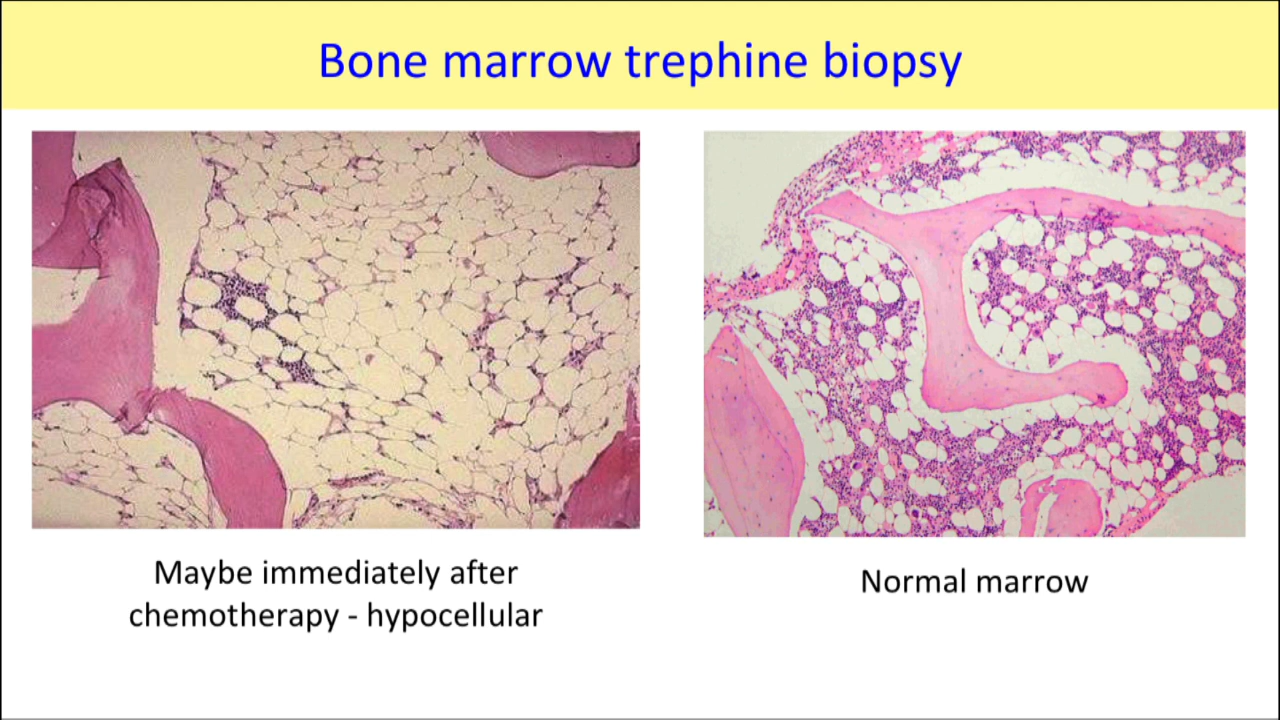 Bone marrow trephine biopsy
Maybe immediately after
chemotherapy - hypocellular
Normal marrow